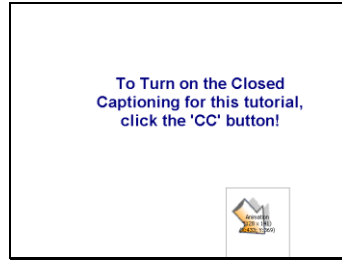 To Turn on the Closed
Captioning for this tutorial,
click the 'CC' button!
Animation